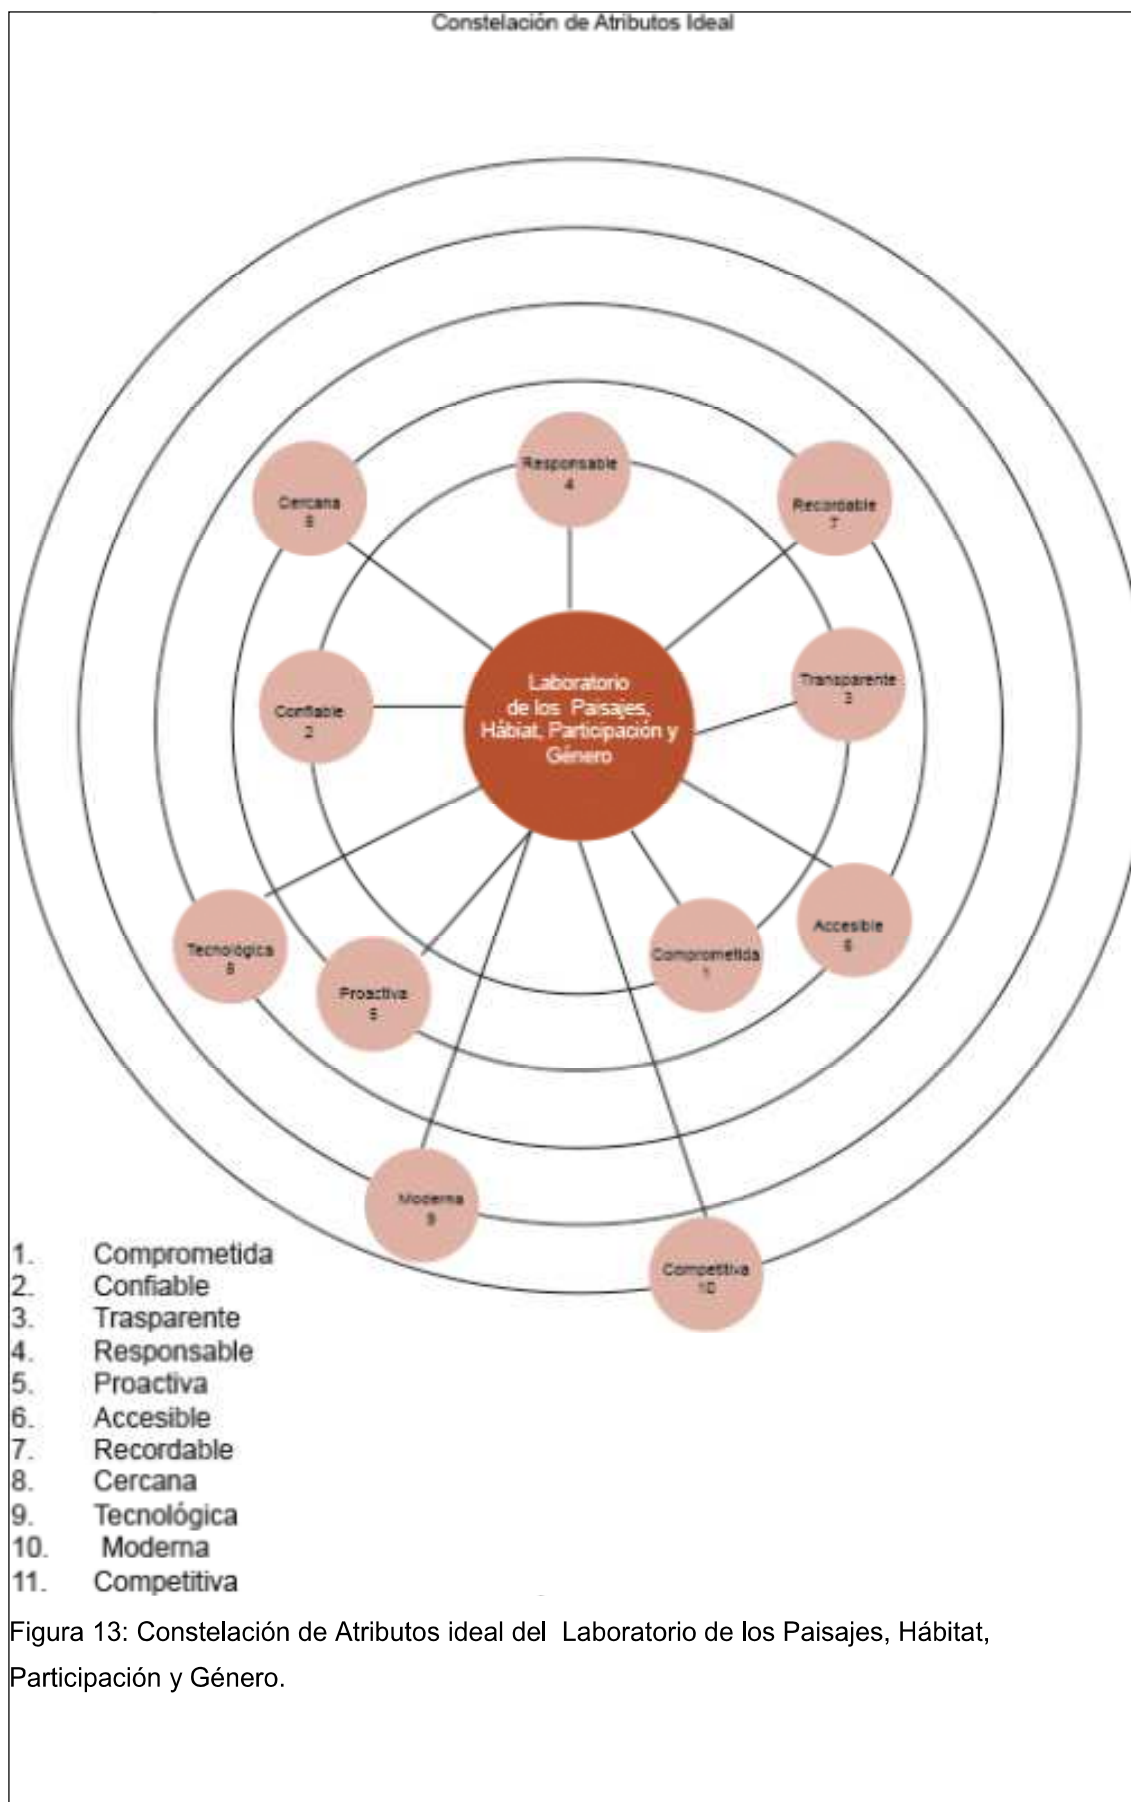 Constelación de Atributos Ideal
Responsable
4
Cercana
8
Recordable
7
Laboratorio
de los Paisajes,
Hábiat, Participación y
Género
Transparente
3
Confiable
2
Accesible
6
Tecnológica
8
Comprometida
1
Proactiva
5
Moderna
9
Competitiva
10
1. Comprometida
2. Confiable
3. Trasparente
4. Responsable
5. Proactiva
6. Accesible
7. Recordable
8. Cercana
9. Tecnológica
10. Moderna
11. Competitiva
Figura 13: Constelación de Atributos ideal del Laboratorio de los Paisajes, Hábitat,
Participación y Género.